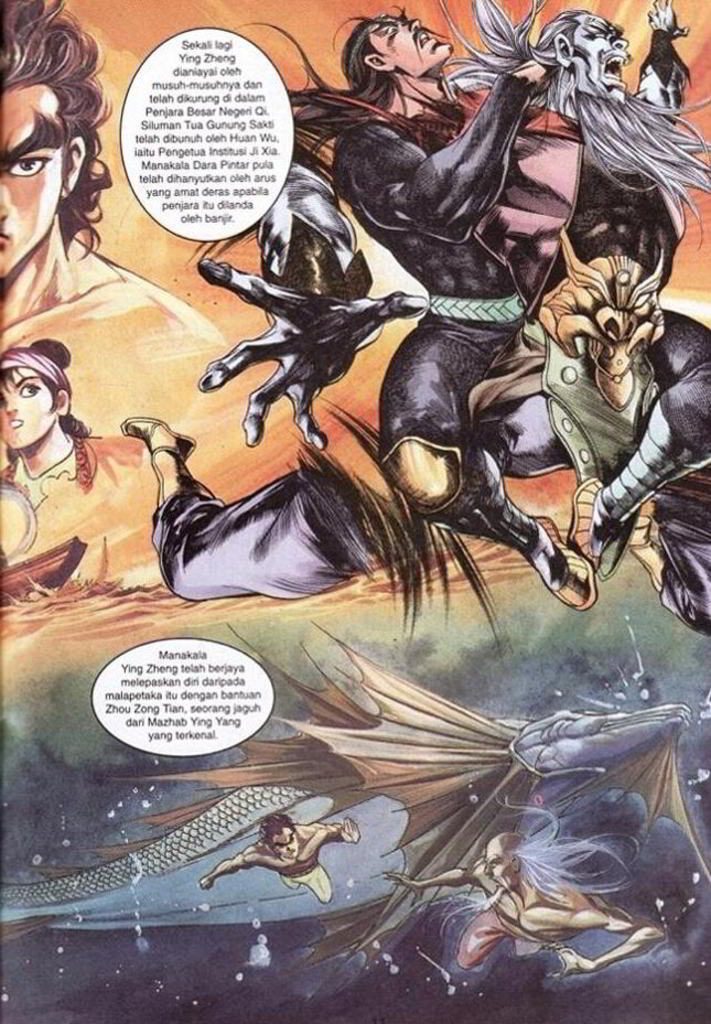 Sekali lagi
Ying Zheng
dianiayai oleh
musuh-musuhnya dan
telah dikurung di dalam
Penjara Besar Negeri Qi.
Siluman Tua Gunung Sakti
telah dibunuh oleh Huan Wu,
iaitu Pengetua Institusi Ji Xia.
Manakala Dara Pintar pula
telah dihanyutkan oleh arus
yang amat deras apabila
penjara itu dilanda
oleh banjir.
Manakala
Ying Zheng telah berjaya
melepaskan diri daripada
malapetaka itu dengan bantuan
Zhou Zong Tian, seorang jaguh
dari Mazhab Ying Yang
yang terkenal.